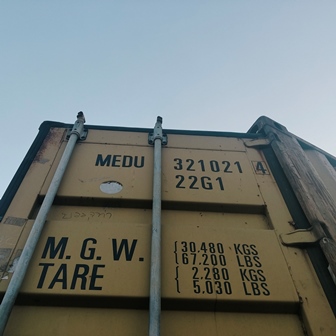 MEDU 321021 4
22G1
M.G.W. 30.480 KGS
67.200 LBS
TARE 2.280 KGS
5.030 LBS